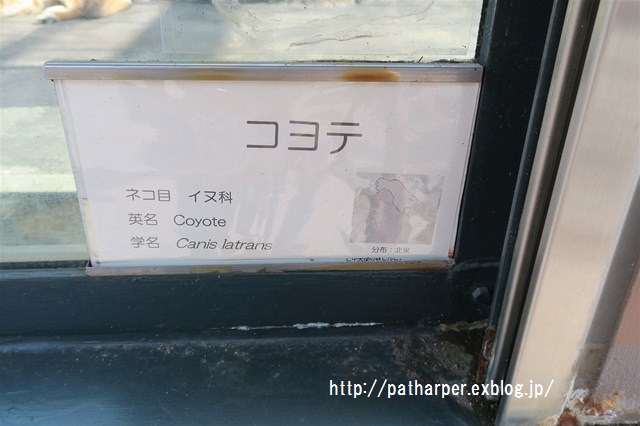 コヨテ
ネコ目 イヌ科
英名 Coyote
学名 Canis latrans
分布：北米
http://patharper.exblog.jp/